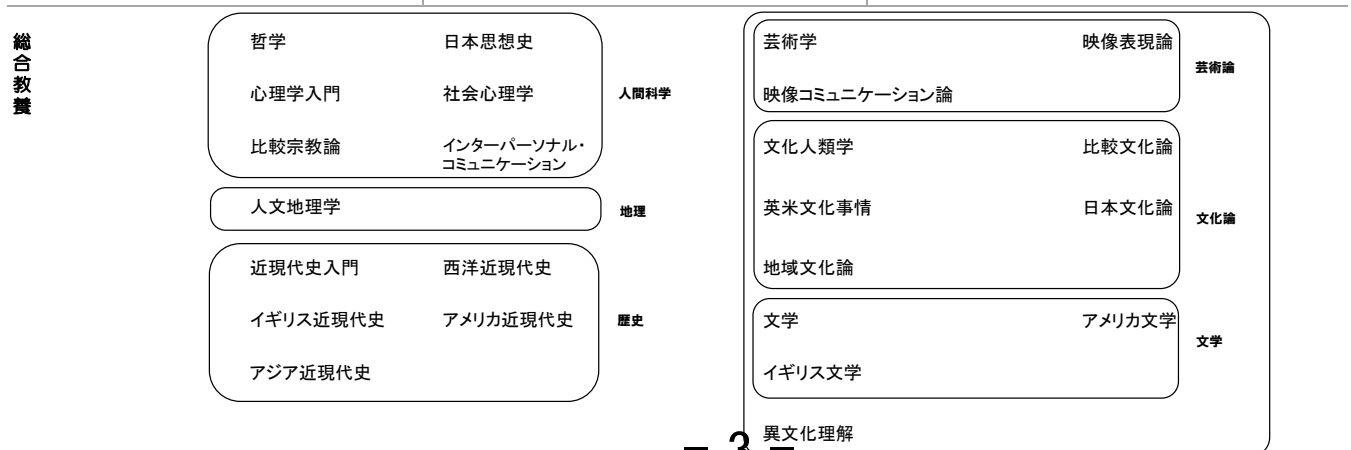 総合教養
哲学
日本思想史
心理学入門
社会心理学
人間科学
比較宗教論
インターパーソナル・
コミュニケーション
人文地理学
地理
近現代史入門
西洋近現代史
イギリス近現代史
アメリカ近現代史
歴史
アジア近現代史
芸術学
映像表現論
芸術論
映像コミュニケーション論
文化人類学
比較文化論
英米文化事情
日本文化論
文化論
地域文化論
文学
アメリカ文学
文学
イギリス文学
異文化理解
- 3 -